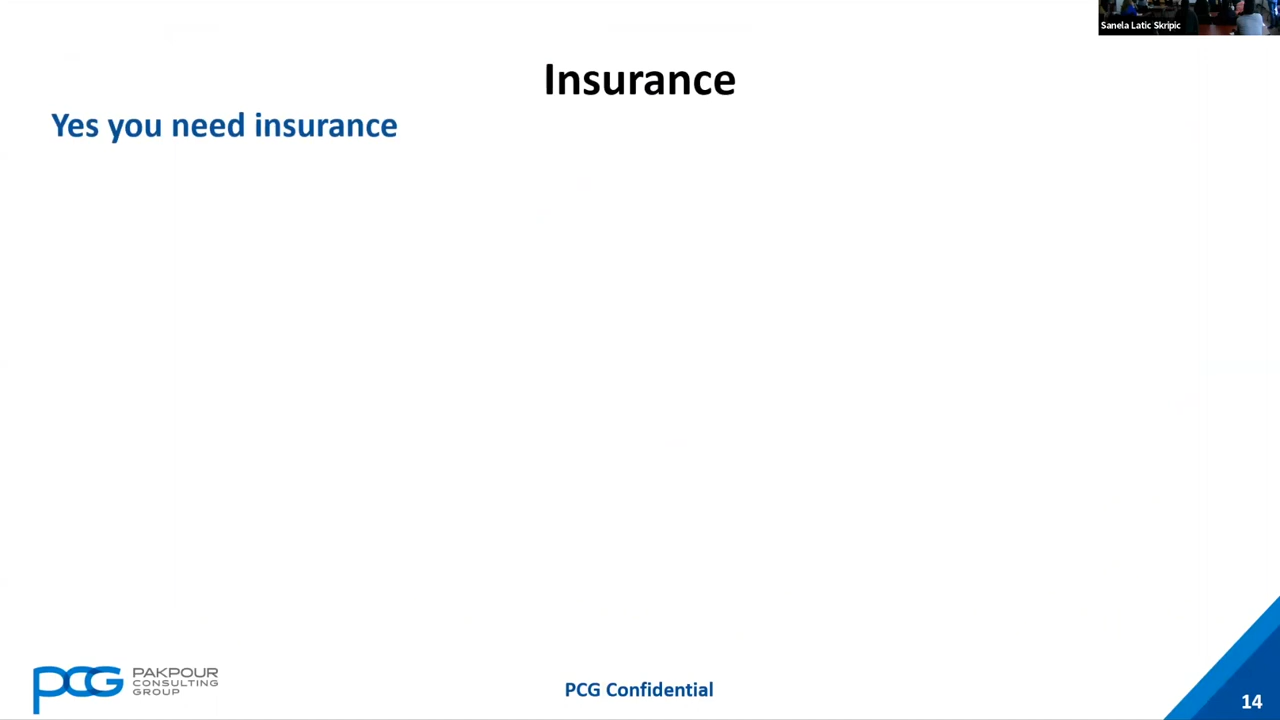 Sanela Latic Skripic
Insurance
Yes you need insurance
PCG
PAKPOUR
CONSULTING
GROUP
PCG Confidential
14